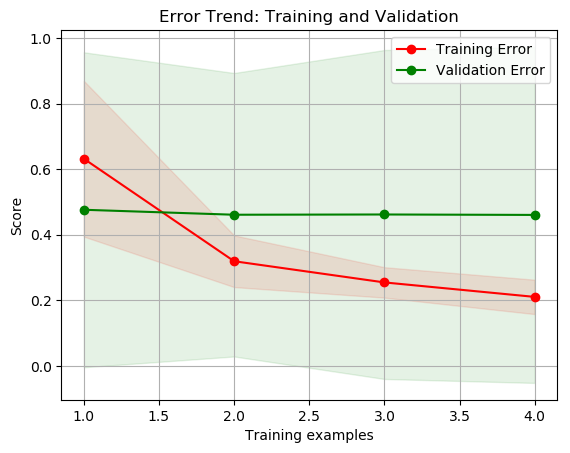 Error Trend: Training and Validation
Training Error
Validation Error
Score
1.0
0.8
0.6
0.4
0.2
0.0
1.0 1.5 2.0 2.5 3.0 3.5 4.0
Training examples